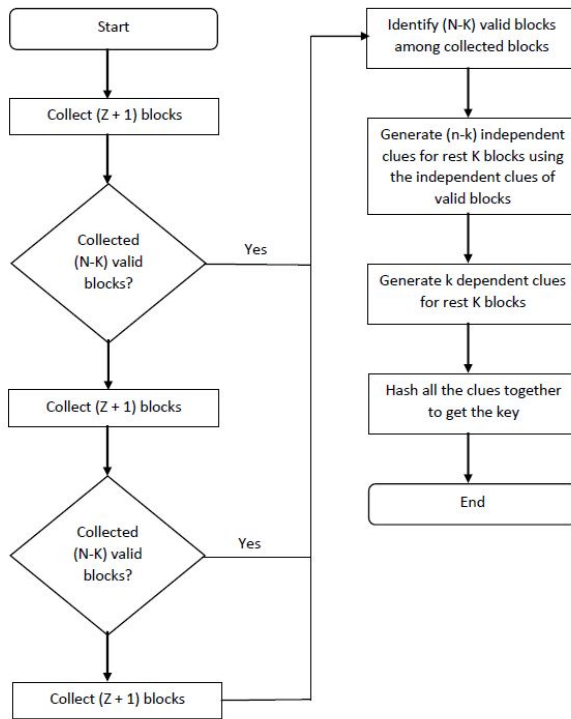 Start
Collect (Z + 1) blocks
Collected
(N-K) valid
blocks?
Yes
Collect (Z + 1) blocks
Collected
(N-K) valid
blocks?
Yes
Collect (Z + 1) blocks
Identify (N-K) valid blocks
among collected blocks
Generate (n-k) independent
clues for rest K blocks using
the independent clues of
valid blocks
Generate k dependent clues
for rest K blocks
Hash all the clues together
to get the key
End